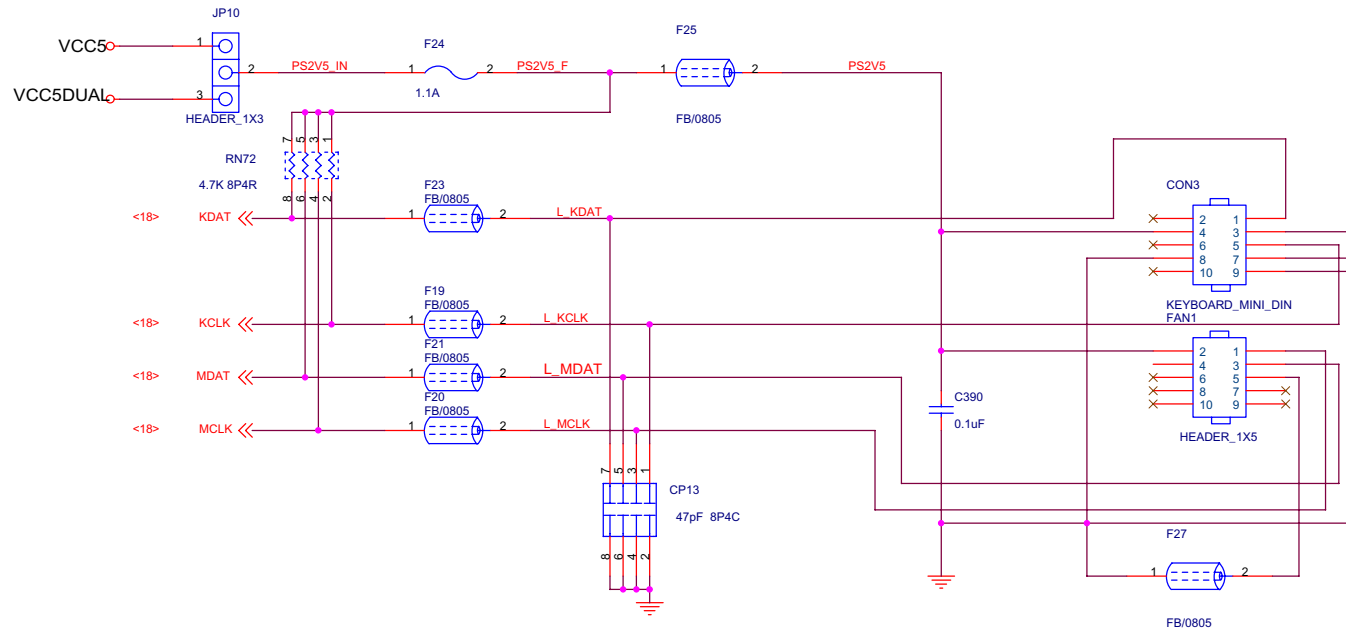 JP10
VCC5
1
2
3
VCC5DUAL
HEADER_1X3
PS2V5_IN
F24
1
2
1.1A
PS2V5_F
F25
1
2
FB/0805
PS2V5
RN72
4.7K 8P4R
7
5
3
1
8
6
4
2
<18>
KDAT
F23
FB/0805
1
2
L_KDAT
<18>
KCLK
F19
FB/0805
1
2
L_KCLK
<18>
MDAT
F21
FB/0805
1
2
L_MDAT
<18>
MCLK
F20
FB/0805
1
2
L_MCLK
7
5
3
1
CP13
47pF 8P4C
8
6
4
2
C390
0.1uF
CON3
2 1
4 3
6 5
8 7
10 9
KEYBOARD_MINI_DIN
FAN1
2 1
4 3
6 5
8 7
10 9
HEADER_1X5
F27
1
2
FB/0805